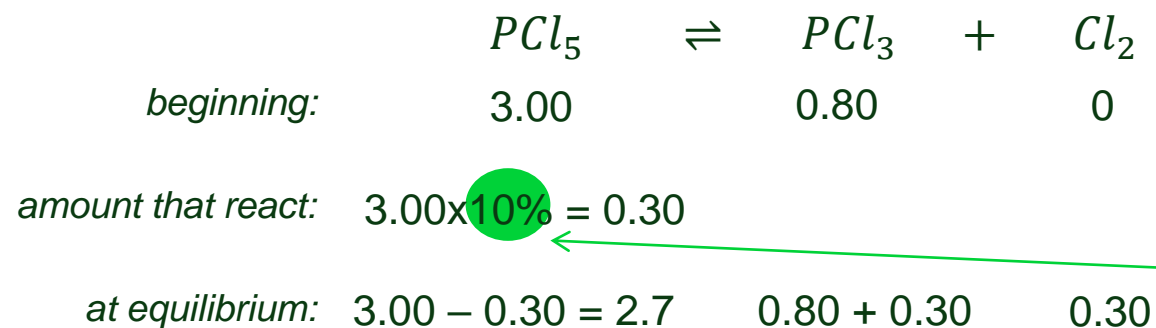 PCl₅ ⇌ PCl₃ + Cl₂
beginning: 3.00 0.80 0
amount that react: 3.00x10% = 0.30
at equilibrium: 3.00 – 0.30 = 2.7 0.80 + 0.30 0.30